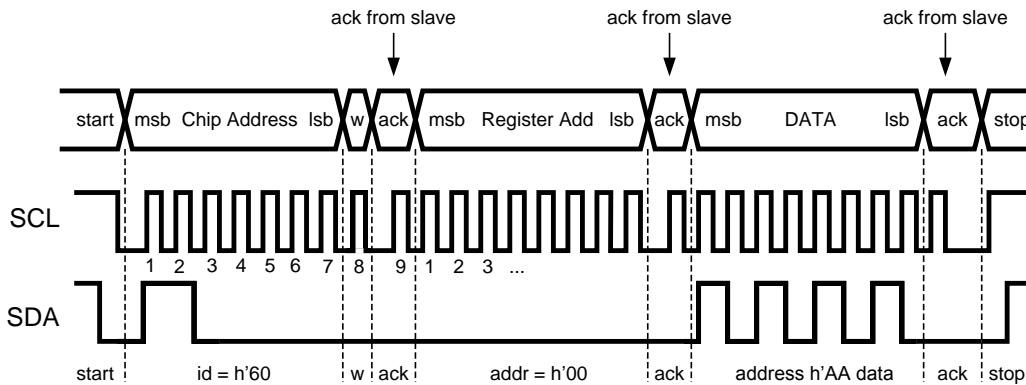 ack from slave ack from slave ack from slave
start msb Chip Address lsb w ack msb Register Add lsb ack msb DATA lsb ack stop
SCL
1 2 3 4 5 6 7 8 9 1 2 3 ...
SDA
start id = h'60 w ack addr = h'00 ack address h'AA data ack stop